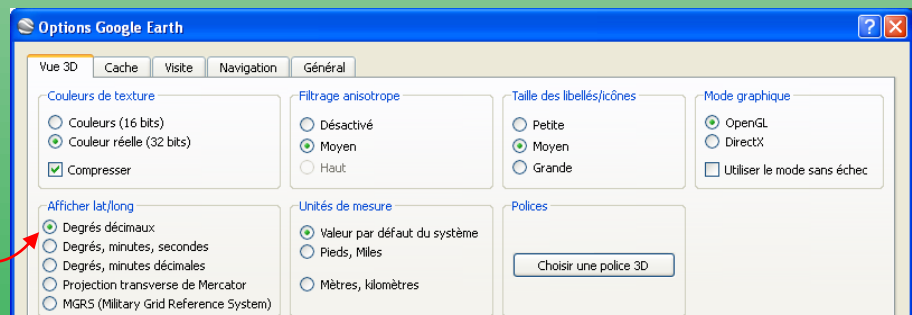 Options Google Earth
Vue 3D Cache Visite Navigation Général
Couleurs de texture
Couleurs (16 bits)
Couleur réelle (32 bits)
Compresser
Filtrage anisotrope
Désactivé
Moyen
Haut
Taille des libellés/icônes
Petite
Moyen
Grande
Mode graphique
OpenGL
DirectX
Utiliser le mode sans échec
Afficher lat/long
Degrés décimaux
Degrés, minutes, secondes
Degrés, minutes décimales
Projection transverse de Mercator
MGRS (Military Grid Reference System)
Unités de mesure
Valeur par défaut du système
Pieds, Miles
Mètres, kilomètres
Polices
Choisir une police 3D